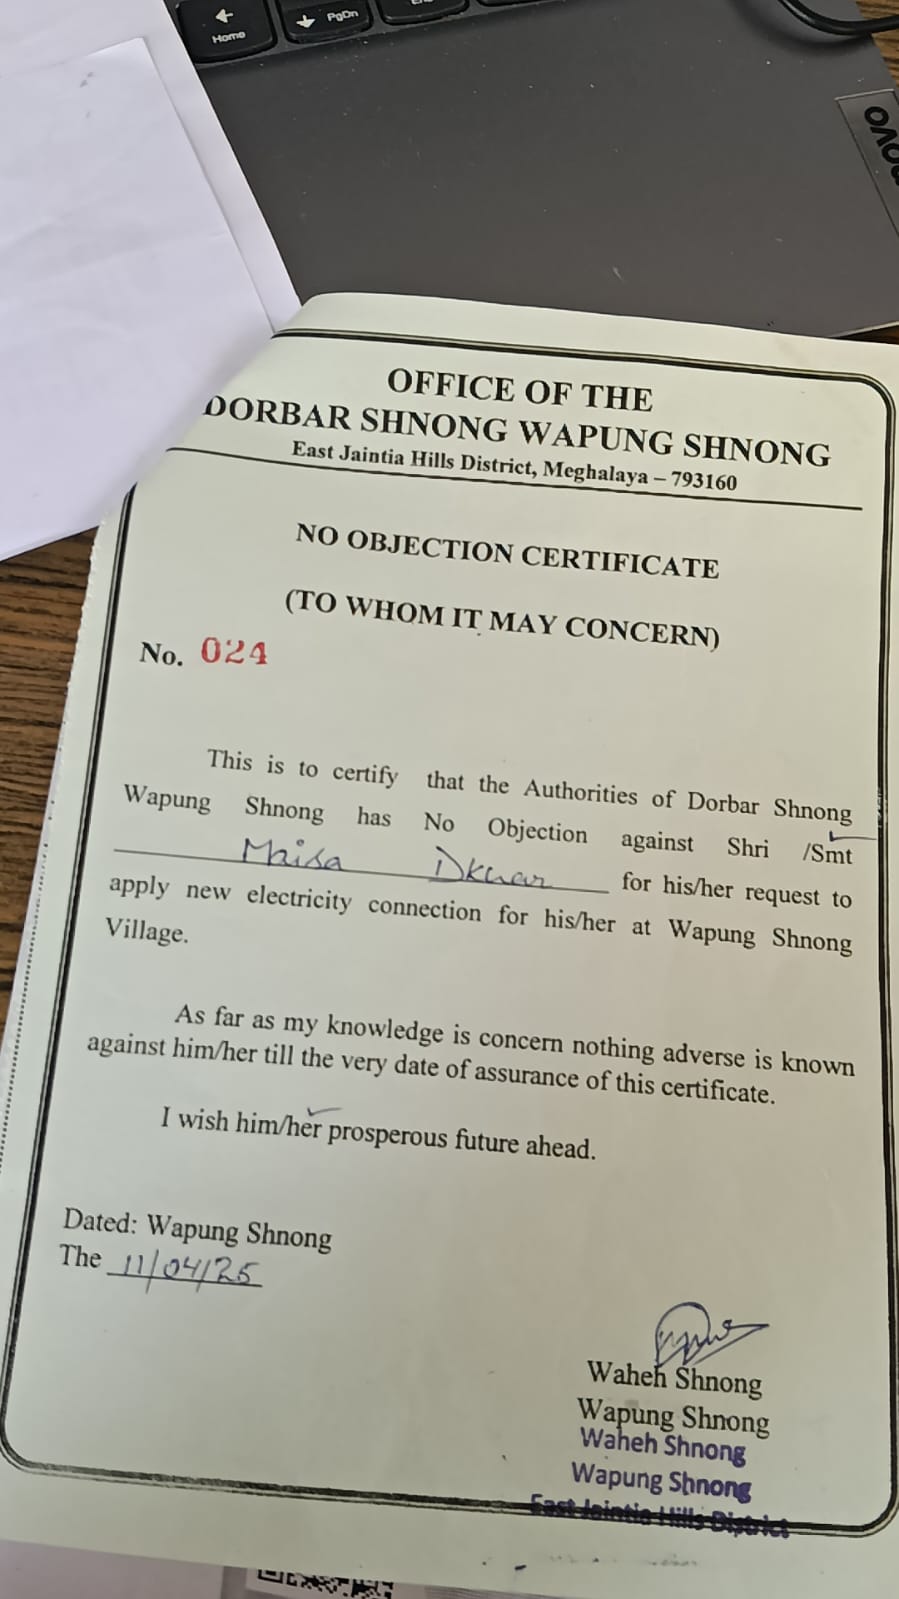 Home
PgDn
OFFICE OF THE
DORBAR SHNONG WAPUNG SHNONG
East Jaintia Hills District, Meghalaya – 793160
NO OBJECTION CERTIFICATE
(TO WHOM IT MAY CONCERN)
No. 024
This is to certify that the Authorities of Dorbar Shnong
Wapung Shnong has No Objection against Shri /Smt
Maisa Dkhar for his/her request to
apply new electricity connection for his/her at Wapung Shnong
Village.
As far as my knowledge is concern nothing adverse is known
against him/her till the very date of assurance of this certificate.
I wish him/her prosperous future ahead.
Dated: Wapung Shnong
The 11/04/25
Waheh Shnong
Wapung Shnong
Waheh Shnong
Wapung Shnong
East Jaintia Hills District